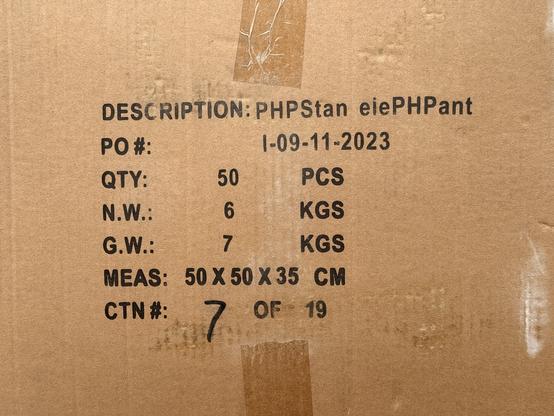 DESCRIPTION: PHPStan eiePHPant
PO #: I-09-11-2023
QTY: 50 PCS
N.W.: 6 KGS
G.W.: 7 KGS
MEAS: 50 X 50 X 35 CM
CTN #: 7 OF 19